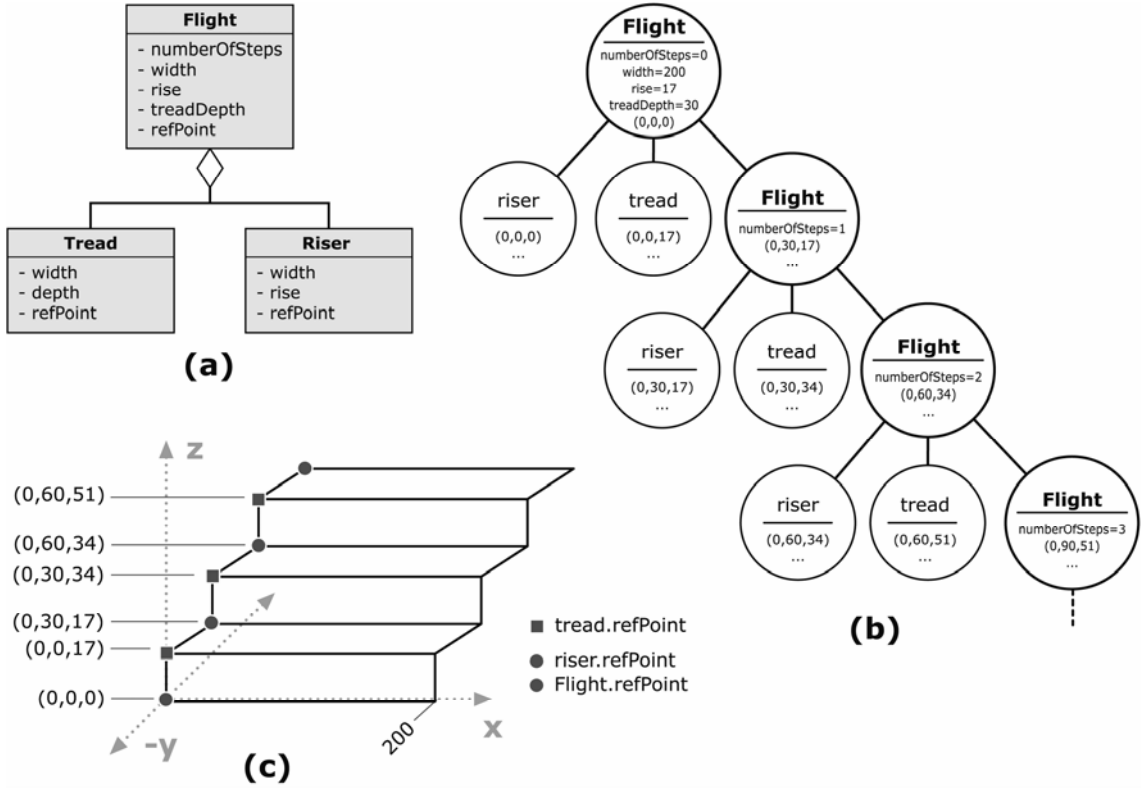 Flight
- numberOfSteps
- width
- rise
- treadDepth
- refPoint
Tread
- width
- depth
- refPoint
Riser
- width
- rise
- refPoint
(a)
Flight
numberOfSteps=0
width=200
rise=17
treadDepth=30
(0,0,0)
riser
(0,0,0)
...
tread
(0,0,17)
...
Flight
numberOfSteps=1
(0,30,17)
...
riser
(0,30,17)
...
tread
(0,30,34)
...
Flight
numberOfSteps=2
(0,60,34)
...
riser
(0,60,34)
...
tread
(0,60,51)
...
Flight
numberOfSteps=3
(0,90,51)
...
(b)
z
(0,60,51)
(0,60,34)
(0,30,34)
(0,30,17)
(0,0,17)
(0,0,0)
-y
200
x
tread.refPoint
riser.refPoint
Flight.refPoint
(c)